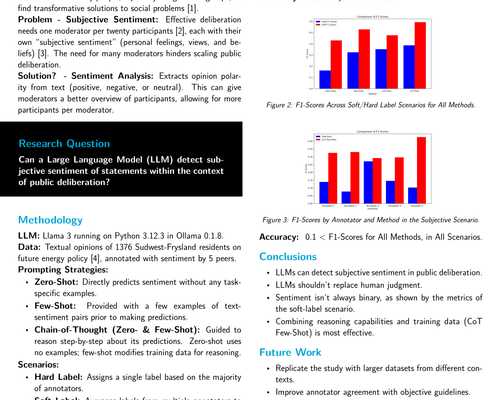 find transformative solutions to social problems [1].
Problem - Subjective Sentiment: Effective deliberation
needs one moderator per twenty participants [2], each with their
own "subjective sentiment" (personal feelings, views, and be-
liefs) [3]. The need for many moderators hinders scaling public
deliberation.
Solution? - Sentiment Analysis: Extracts opinion polar-
ity from text (positive, negative, or neutral). This can give
moderators a better overview of participants, allowing for more
participants per moderator.
Research Question
Can a Large Language Model (LLM) detect sub-
jective sentiment of statements within the context
of public deliberation?
Methodology
LLM: Llama 3 running on Python 3.12.3 in Ollama 0.1.8.
Data: Textual opinions of 1376 Sudwest-Frysland residents on
future energy policy [4], annotated with sentiment by 5 peers.
Prompting Strategies:
• Zero-Shot: Directly predicts sentiment without any task-
specific examples.
• Few-Shot: Provided with a few examples of text-
sentiment pairs prior to making predictions.
• Chain-of-Thought (Zero- & Few-Shot): Guided to
reason step-by-step about its predictions. Zero-shot uses
no examples; few-shot modifies training data for reasoning.
Scenarios:
• Hard Label: Assigns a single label based on the majority
of annotators.
Figure 2: F1-Scores Across Soft/Hard Label Scenarios for All Methods.
Figure 3: F1-Scores by Annotator and Method in the Subjective Scenario
Accuracy: 0.1 < F1-Scores for All Methods, in All Scenarios.
Conclusions
• LLMs can detect subjective sentiment in public deliberation.
• LLMs shouldn't replace human judgment.
• Sentiment isn't always binary, as shown by the metrics of
the soft-label scenario.
• Combining reasoning capabilities and training data (CoT
Few-Shot) is most effective.
Future Work
• Replicate the study with larger datasets from different con-
texts.
• Improve annotator agreement with objective guidelines.